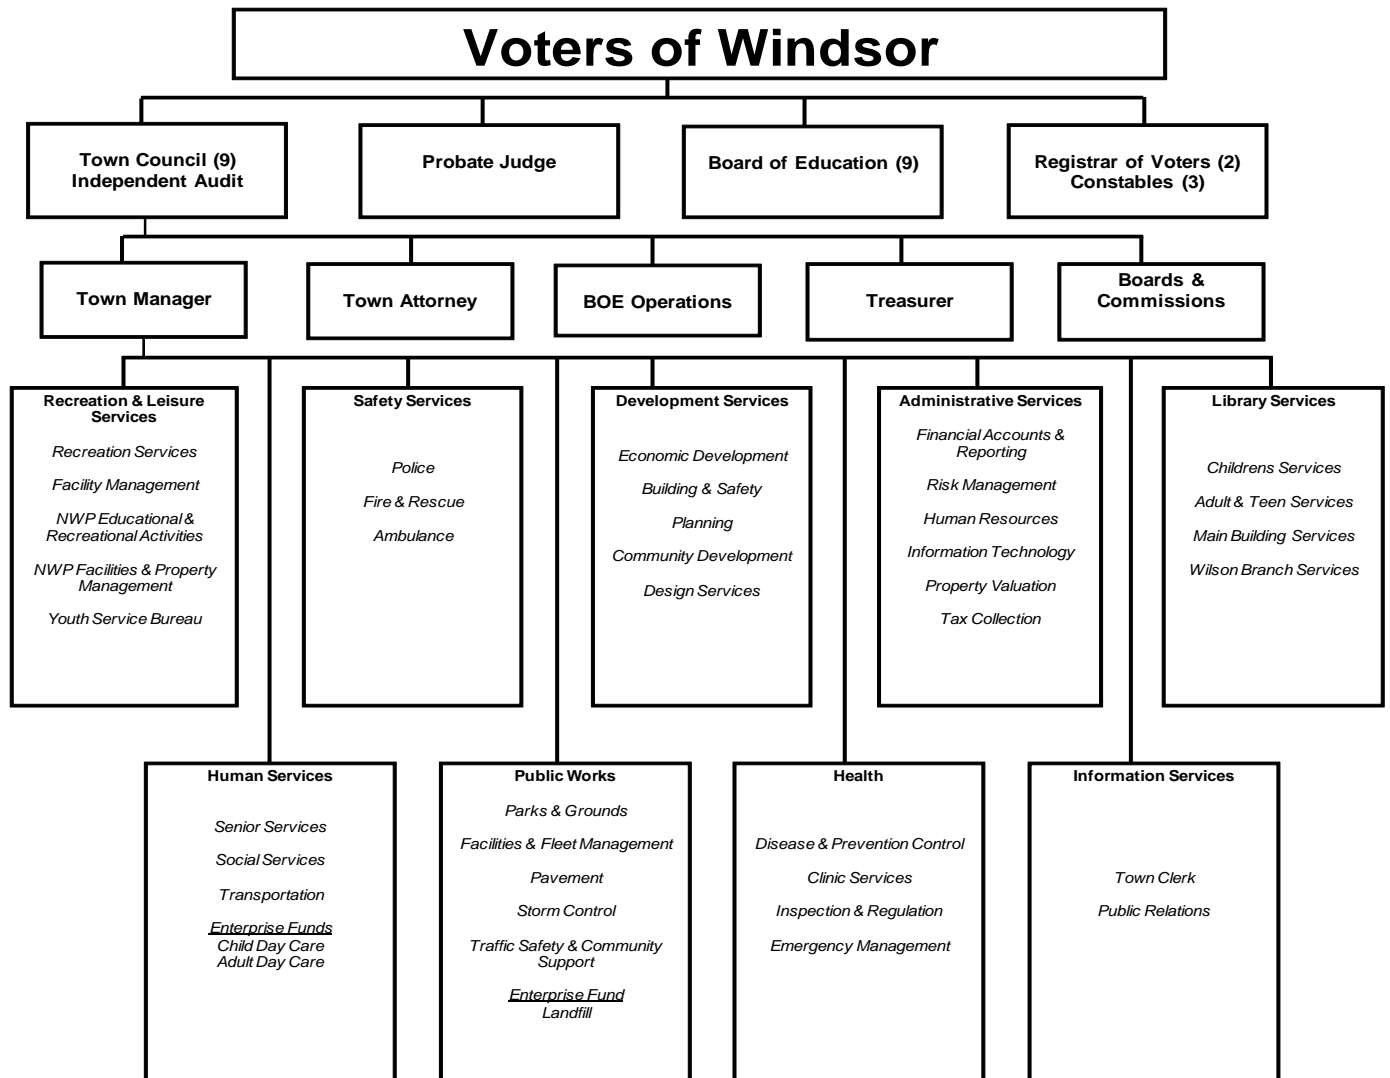 Voters of Windsor
Town Council (9)
Independent Audit
Probate Judge
Board of Education (9)
Registrar of Voters (2)
Constables (3)
Town Manager
Town Attorney
BOE Operations
Treasurer
Boards &
Commissions
Recreation & Leisure
Services
Recreation Services
Facility Management
NWP Educational &
Recreational Activities
NWP Facilities & Property
Management
Youth Service Bureau
Safety Services
Police
Fire & Rescue
Ambulance
Development Services
Economic Development
Building & Safety
Planning
Community Development
Design Services
Administrative Services
Financial Accounts &
Reporting
Risk Management
Human Resources
Information Technology
Property Valuation
Tax Collection
Library Services
Childrens Services
Adult & Teen Services
Main Building Services
Wilson Branch Services
Human Services
Senior Services
Social Services
Transportation
Enterprise Funds
Child Day Care
Adult Day Care
Public Works
Parks & Grounds
Facilities & Fleet Management
Pavement
Storm Control
Traffic Safety & Community
Support
Enterprise Fund
Landfill
Health
Disease & Prevention Control
Clinic Services
Inspection & Regulation
Emergency Management
Information Services
Town Clerk
Public Relations